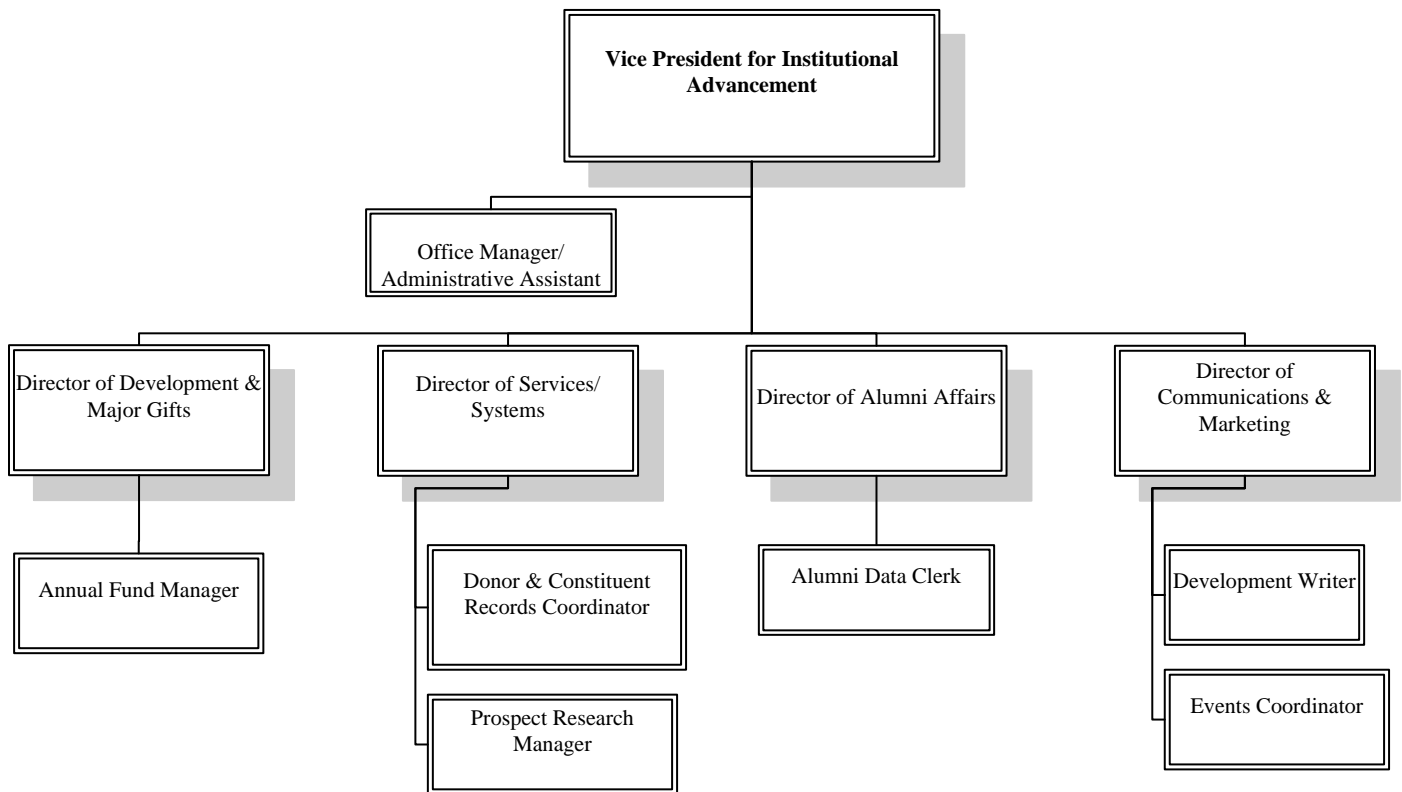 Vice President for Institutional
Advancement
Office Manager/
Administrative Assistant
Director of Development &
Major Gifts
Director of Services/
Systems
Director of Alumni Affairs
Director of
Communications &
Marketing
Annual Fund Manager
Donor & Constituent
Records Coordinator
Alumni Data Clerk
Development Writer
Prospect Research
Manager
Events Coordinator